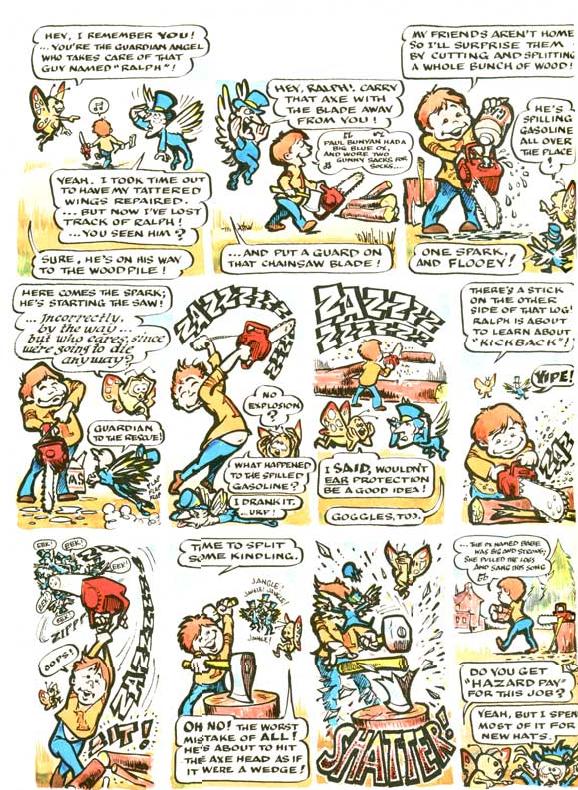 HEY, I REMEMBER YOU!
...YOU'RE THE GUARDIAN ANGEL
WHO TAKES CARE OF THAT
GUY NAMED "RALPH"!
YEAH. I TOOK TIME OUT
TO HAVE MY TATTERED
WINGS REPAIRED.
...BUT NOW I'VE LOST
TRACK OF RALPH!
...YOU SEEN HIM?
SURE, HE'S ON HIS WAY
TO THE WOODPILE!
HEY, RALPH! CARRY
THAT AXE WITH
THE BLADE AWAY
FROM YOU!
PAUL BUNYAN HAD A
BIG BLUE OX,
AND WORE TWO
GUNNY SACKS FOR
SOCKS...
...AND PUT A GUARD ON
THAT CHAINSAW BLADE!
MY FRIENDS AREN'T HOME
SO I'LL SURPRISE THEM
BY CUTTING AND SPLITTING
A WHOLE BUNCH OF WOOD!
HE'S
SPILLING
GASOLINE
ALL OVER
THE PLACE
!
ONE SPARK,
AND FLOOEY!
HERE COMES THE SPARK;
HE'S STARTING THE SAW!
...Incorrectly,
by the way...
but who cares, since
we're going to die
anyway?
GUARDIAN
TO THE RESCUE!
GAS
FLAP
FLAP
FLAP
ZAZZZZZZZ
NO
EXPLOSION
?
WHAT HAPPENED
TO THE SPILLED
GASOLINE?
I DRANK IT.
...URP!
ZAZZZZ
ZZZZZZZ
I SAID, WOULDN'T
EAR PROTECTION
BE A GOOD IDEA!
GOGGLES, TOO.
THERE'S A STICK
ON THE OTHER
SIDE OF THAT LOG!
RALPH IS ABOUT
TO LEARN ABOUT
"KICKBACK"!
YIPE!
ZAZ
EEK!
EEK!
EEK!
EEK!
EEK!
ZIPPP
OOPS!
TIME TO SPLIT
SOME KINDLING.
JANGLE!
JANGLE! JANGLE!
JANGLE!
OH NO! THE WORST
MISTAKE OF ALL!
HE'S ABOUT TO HIT
THE AXE HEAD AS IF
IT WERE A WEDGE!
SHATTER!
...THE OX NAMED BABE
WAS BIG AND STRONG;
SHE PULLED THE LOGS
AND SANG THIS SONG
DO YOU GET
"HAZARD PAY"
FOR THIS JOB?
YEAH, BUT I SPEN
MOST OF IT FOR
NEW HATS.